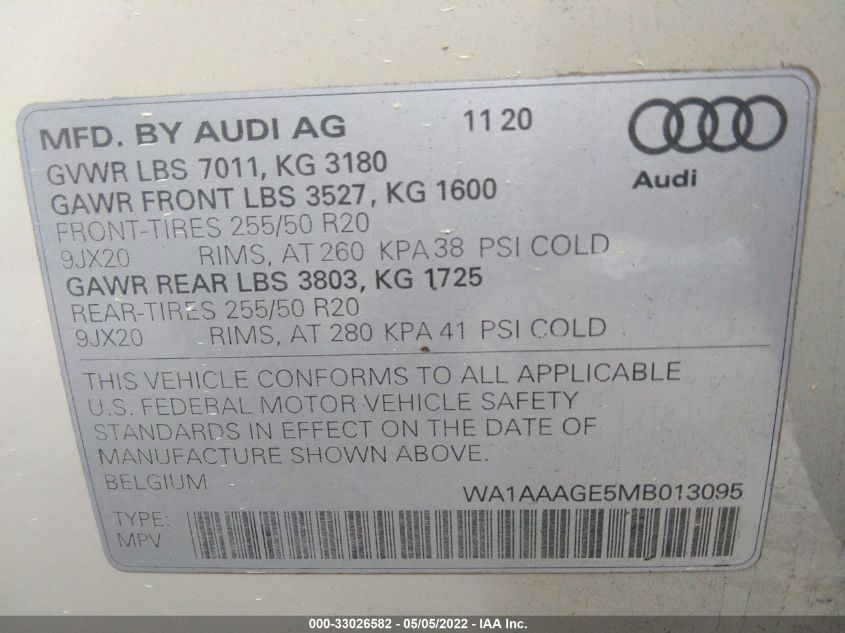 MFD. BY AUDI AG 11 20
GVWR LBS 7011, KG 3180
Audi
GAWR FRONT LBS 3527, KG 1600
FRONT-TIRES 255/50 R20
9JX20 RIMS, AT 260 KPA 38 PSI COLD
GAWR REAR LBS 3803, KG 1725
REAR-TIRES 255/50 R20
9JX20 RIMS, AT 280 KPA 41 PSI COLD
THIS VEHICLE CONFORMS TO ALL APPLICABLE
U.S. FEDERAL MOTOR VEHICLE SAFETY
STANDARDS IN EFFECT ON THE DATE OF
MANUFACTURE SHOWN ABOVE.
BELGIUM WA1AAAGE5MB013095
TYPE:
MPV
000-33026582 - 05/05/2022 - IAA Inc.